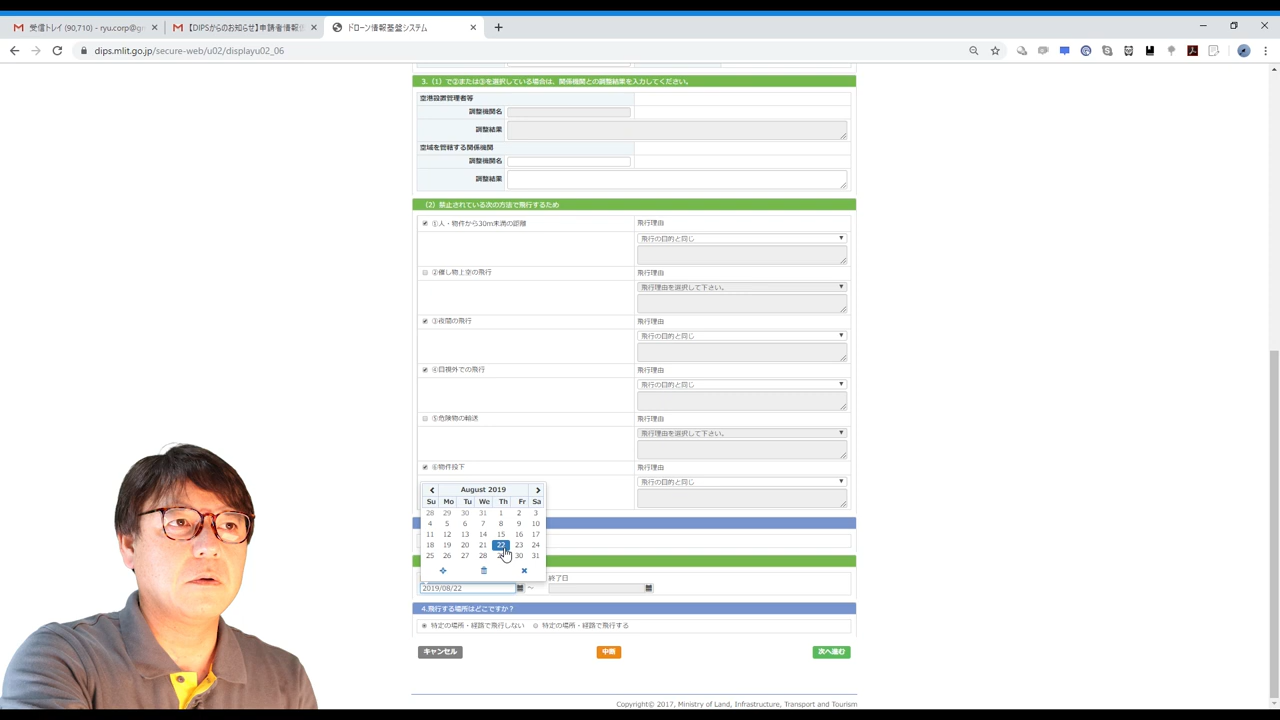 受信トレイ (90,710) - ryu.corp@g
【DIPSからのお知らせ】申請者情報
ドローン情報基盤システム
dips.mlit.go.jp/secure-web/u02/displayu02_06
3.（1）で②または③を選択している場合は、関係機関との調整結果を入力してください。
空港設置管理者等
調整機関名
調整結果
空域を管轄する関係機関
調整機関名
調整結果
（2）禁止されている次の方法で飛行するため
①人・物件から30m未満の距離 飛行理由
飛行の目的と同じ
②催し物上空の飛行 飛行理由
飛行理由を選択して下さい。
③夜間の飛行 飛行理由
飛行の目的と同じ
④目視外での飛行 飛行理由
飛行の目的と同じ
⑤危険物の輸送 飛行理由
飛行理由を選択して下さい。
⑥物件投下 飛行理由
飛行の目的と同じ
August 2019
Su Mo Tu We Th Fr Sa
28 29 30 31 1 2 3
4 5 6 7 8 9 10
11 12 13 14 15 16 17
18 19 20 21 22 23 24
25 26 27 28 30 31
終了日
2019/08/22 ～
4.飛行する場所はどこですか？
特定の場所・経路で飛行しない 特定の場所・経路で飛行する
キャンセル 中断 次へ進む
Copyright© 2017, Ministry of Land, Infrastructure, Transport and Tourism